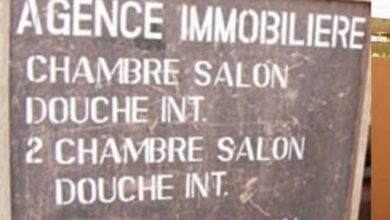 AGENCE IMMOBILIERE
CHAMBRE SALON
DOUCHE INT.
2 CHAMBRE SALON
DOUCHE INT.